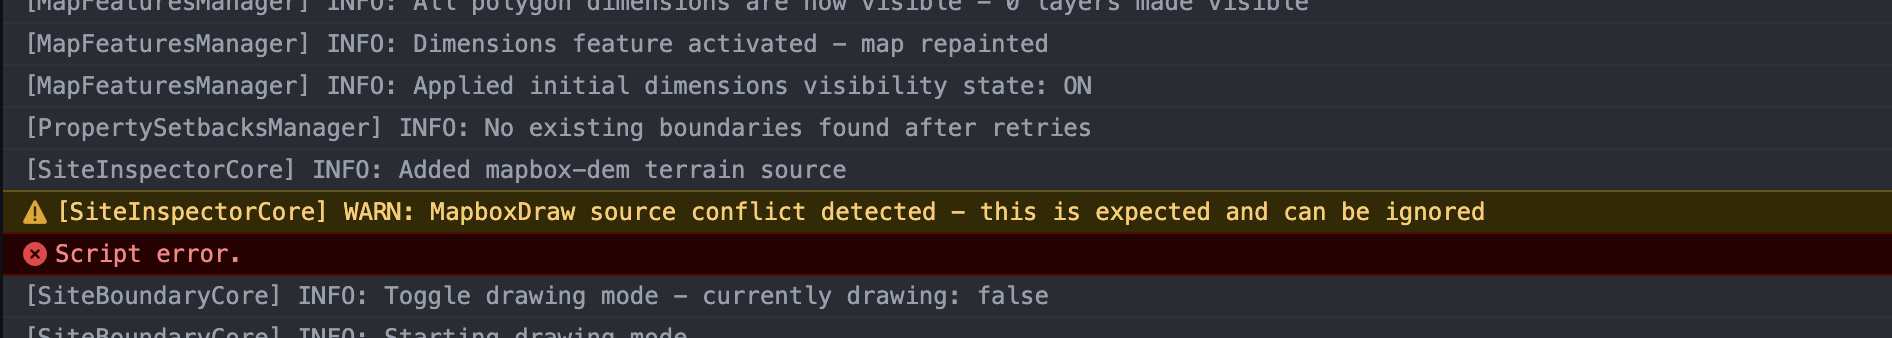 [MapFeaturesManager] INFO: All polygon dimensions are now visible – 0 layers made visible
[MapFeaturesManager] INFO: Dimensions feature activated – map repainted
[MapFeaturesManager] INFO: Applied initial dimensions visibility state: ON
[PropertySetbacksManager] INFO: No existing boundaries found after retries
[SiteInspectorCore] INFO: Added mapbox-dem terrain source
[SiteInspectorCore] WARN: MapboxDraw source conflict detected – this is expected and can be ignored
Script error.
[SiteBoundaryCore] INFO: Toggle drawing mode – currently drawing: false
[SiteBoundaryCore] INFO: Starting drawing mode